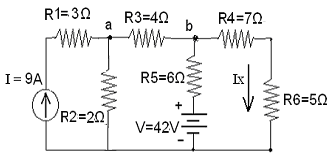 R1=3Ω
a
R3=4Ω
b
R4=7Ω
I=9A
R2=2Ω
R5=6Ω
Ix
R6=5Ω
+
V=42V
-